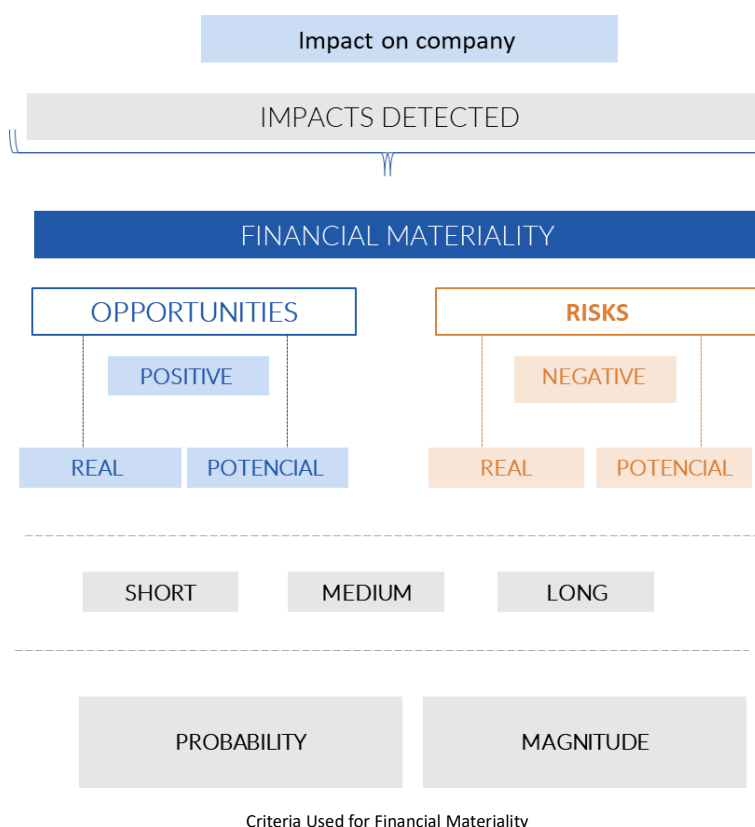 Impact on company
IMPACTS DETECTED
FINANCIAL MATERIALITY
OPPORTUNITIES
RISKS
POSITIVE
NEGATIVE
REAL
POTENCIAL
REAL
POTENCIAL
SHORT
MEDIUM
LONG
PROBABILITY
MAGNITUDE
Criteria Used for Financial Materiality